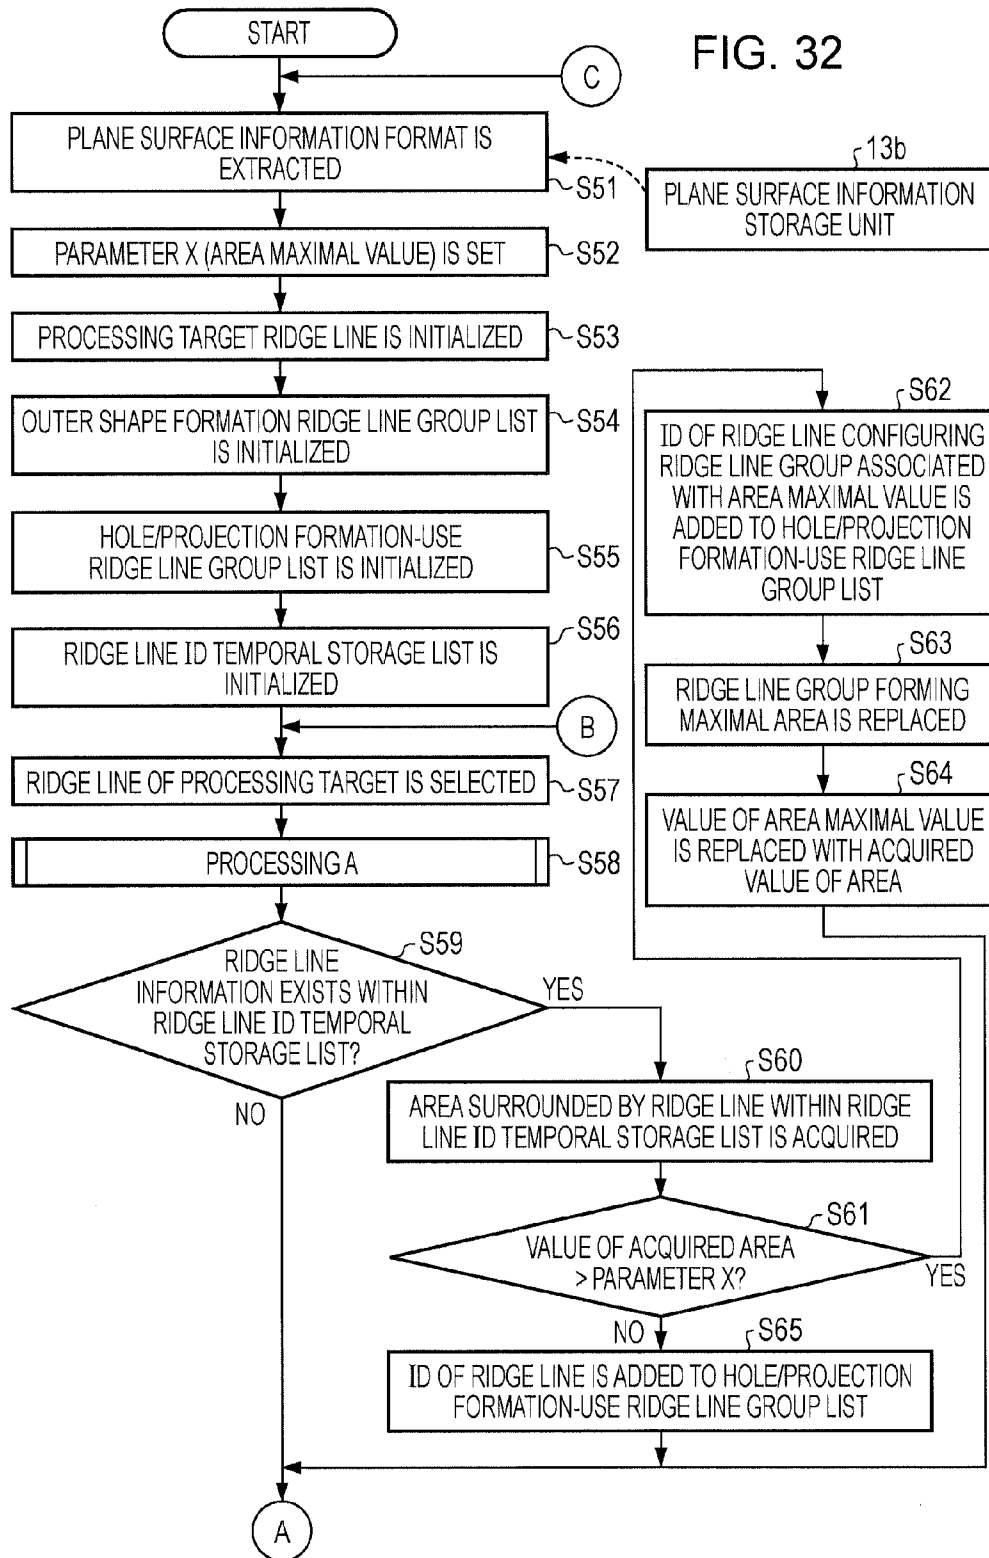 FIG. 32
START
C
PLANE SURFACE INFORMATION FORMAT IS
EXTRACTED
S51
13b
PLANE SURFACE INFORMATION
STORAGE UNIT
PARAMETER X (AREA MAXIMAL VALUE) IS SET
S52
PROCESSING TARGET RIDGE LINE IS INITIALIZED
S53
OUTER SHAPE FORMATION RIDGE LINE GROUP LIST
IS INITIALIZED
S54
HOLE/PROJECTION FORMATION-USE
RIDGE LINE GROUP LIST IS INITIALIZED
S55
S56
RIDGE LINE ID TEMPORAL STORAGE LIST IS
INITIALIZED
B
RIDGE LINE OF PROCESSING TARGET IS SELECTED
S57
PROCESSING A
S58
S59
RIDGE LINE
INFORMATION EXISTS WITHIN
RIDGE LINE ID TEMPORAL
STORAGE LIST?
YES
NO
S60
AREA SURROUNDED BY RIDGE LINE WITHIN RIDGE
LINE ID TEMPORAL STORAGE LIST IS ACQUIRED
S61
VALUE OF ACQUIRED AREA
> PARAMETER X?
YES
NO
S62
ID OF RIDGE LINE CONFIGURING
RIDGE LINE GROUP ASSOCIATED
WITH AREA MAXIMAL VALUE IS
ADDED TO HOLE/PROJECTION
FORMATION-USE RIDGE LINE
GROUP LIST
S63
RIDGE LINE GROUP FORMING
MAXIMAL AREA IS REPLACED
S64
VALUE OF AREA MAXIMAL VALUE
IS REPLACED WITH ACQUIRED
VALUE OF AREA
S65
ID OF RIDGE LINE IS ADDED TO HOLE/PROJECTION
FORMATION-USE RIDGE LINE GROUP LIST
A